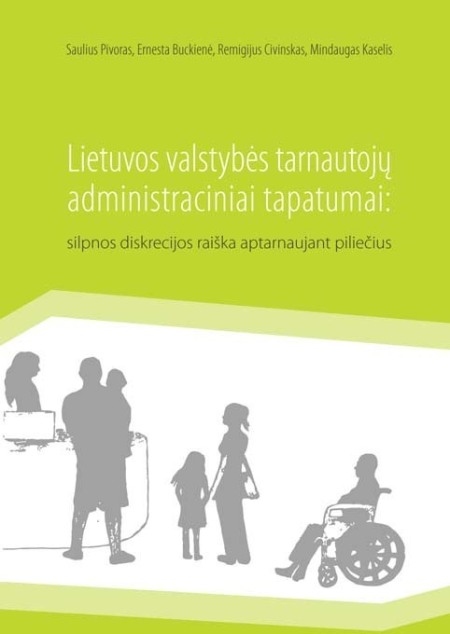 Saulius Pivoras, Ernesta Buckienė, Remigijus Civinskas, Mindaugas Kaselis
Lietuvos valstybės tarnautojų
administraciniai tapatumai:
silpnos diskrecijos raiška aptarnaujant piliečius